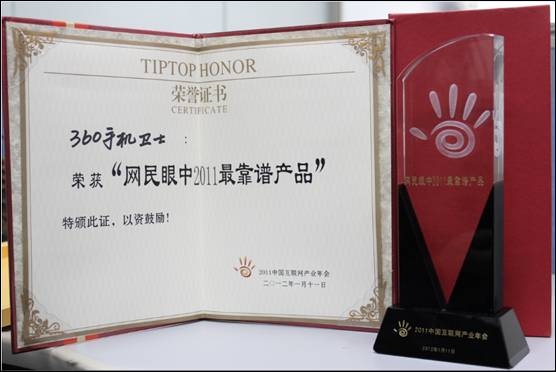 TIPTOP HONOR
荣誉证书
CERTIFICATE
360手机卫士：
荣获“网民眼中2011最靠谱产品”
特颁此证，以资鼓励！
2011中国互联网产业年会
二〇一二年一月十一日
网民眼中2011最靠谱产品
2011中国互联网产业年会
2012年1月11日